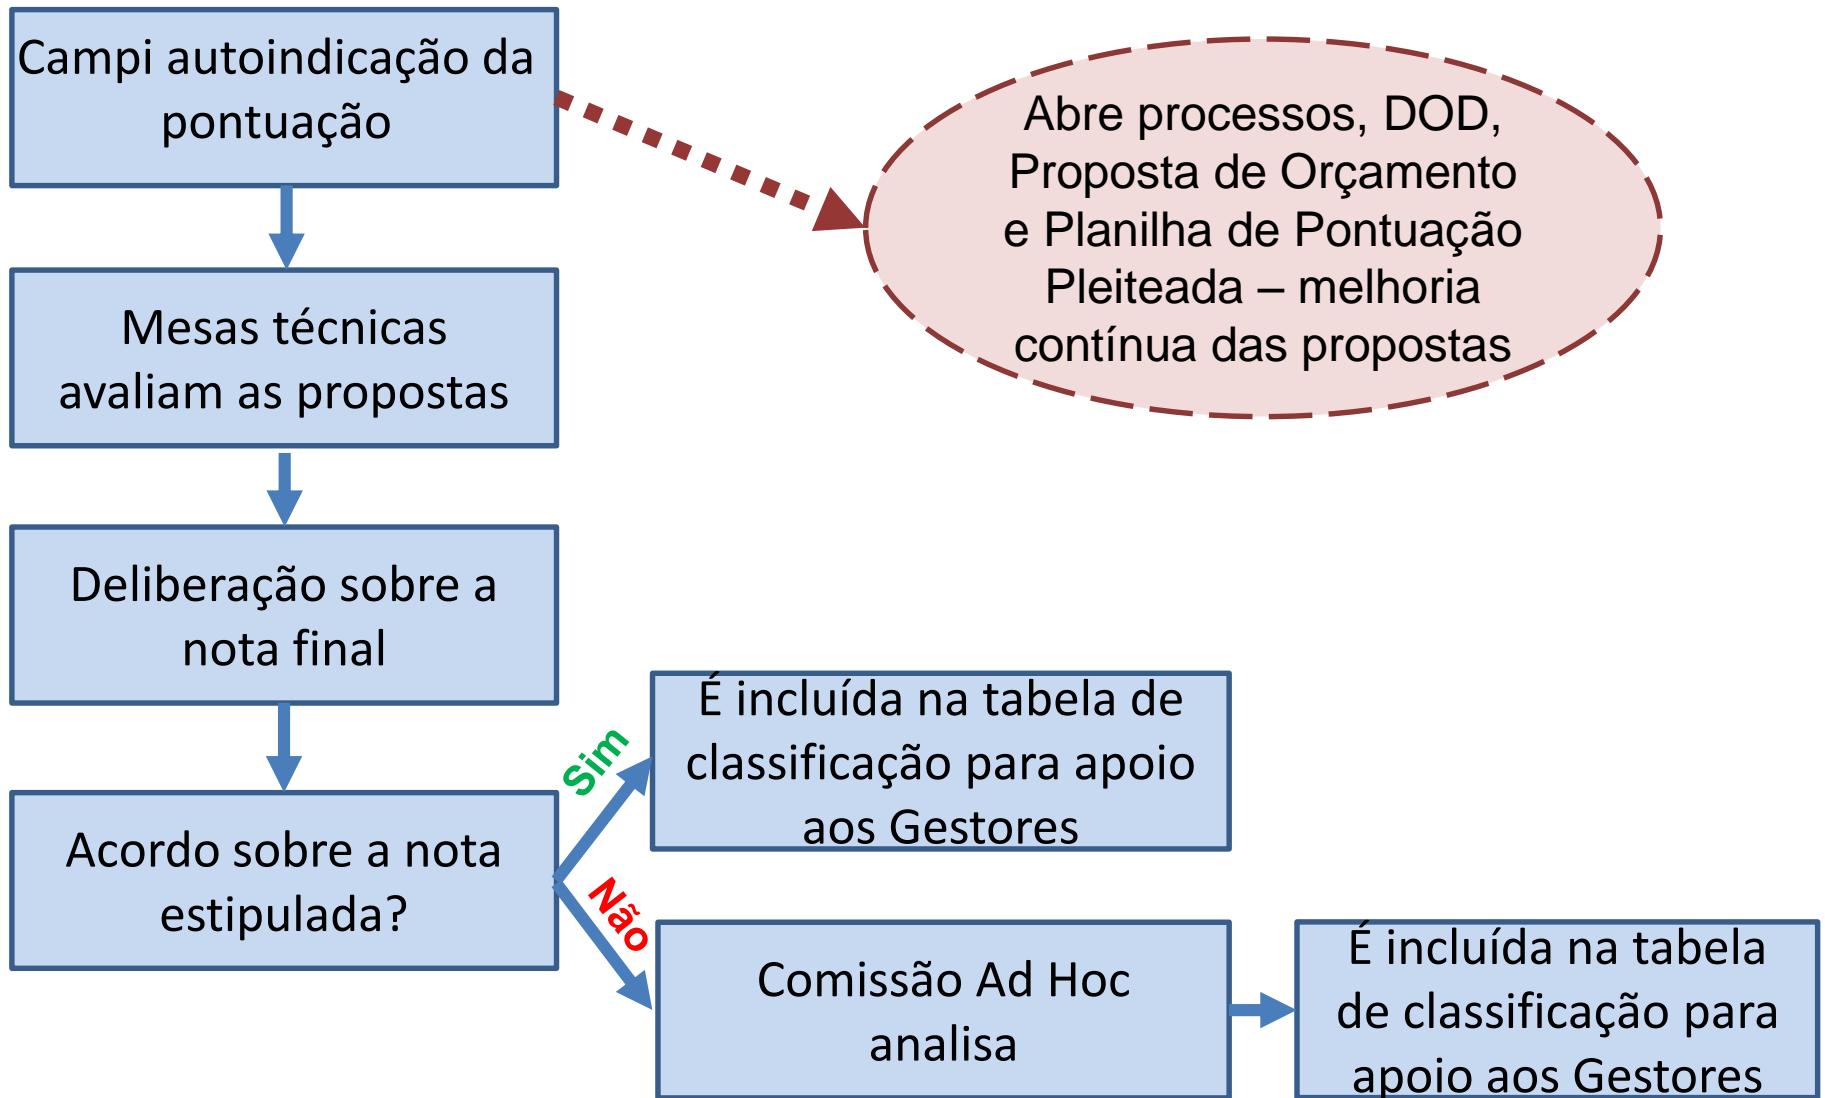 Campi autoindicação da
pontuação
Abre processos, DOD,
Proposta de Orçamento
e Planilha de Pontuação
Pleiteada – melhoria
contínua das propostas
Mesas técnicas
avaliam as propostas
Deliberação sobre a
nota final
Acordo sobre a nota
estipulada?
Sim
É incluída na tabela de
classificação para apoio
aos Gestores
Não
Comissão Ad Hoc
analisa
É incluída na tabela
de classificação para
apoio aos Gestores